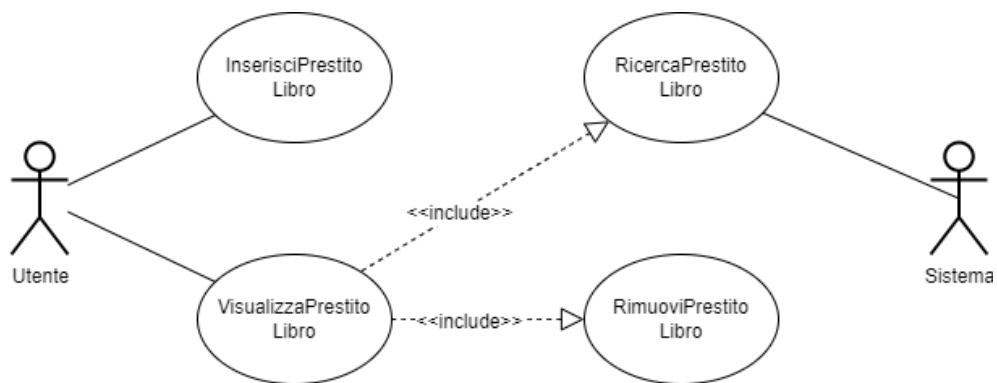 InserisciPrestito
Libro
RicercaPrestito
Libro
<<include>>
Utente
Sistema
VisualizzaPrestito
Libro
<<include>>
RimuoviPrestito
Libro